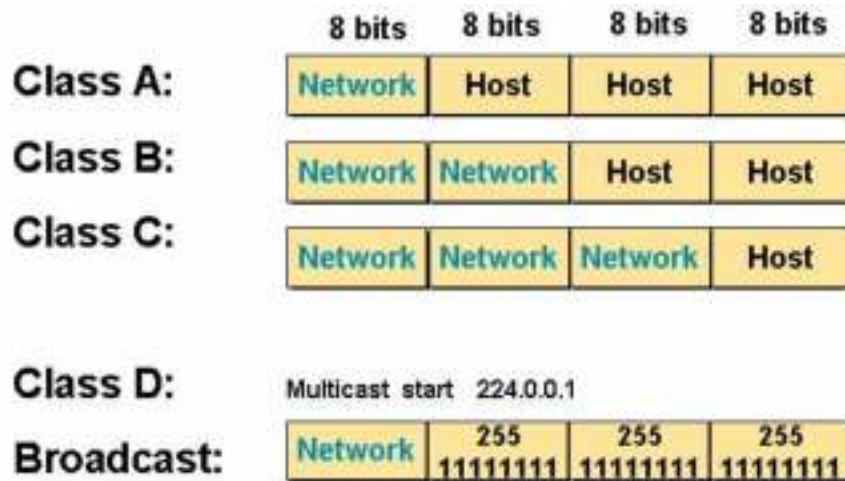 8 bits 8 bits 8 bits 8 bits
Class A: Network Host Host Host
Class B: Network Network Host Host
Class C: Network Network Network Host
Class D: Multicast start 224.0.0.1
Broadcast: Network 255 255 255
11111111 11111111 11111111